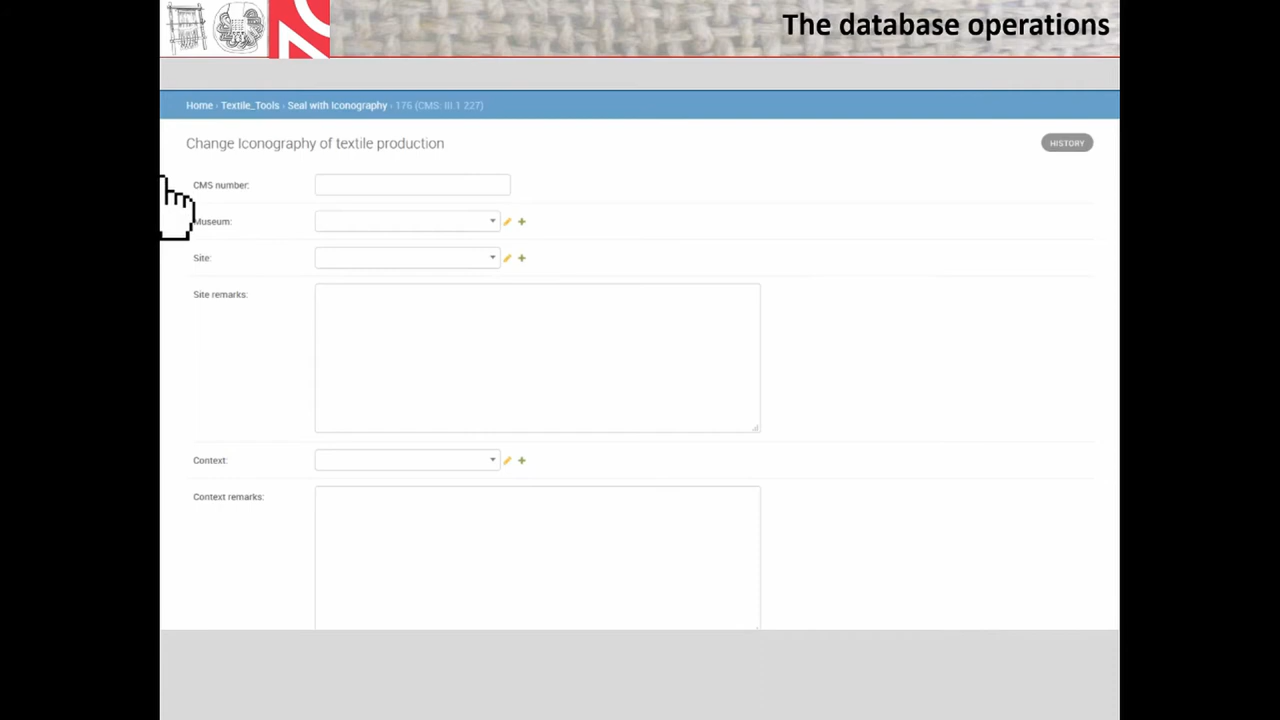 The database operations
Home › Textile_Tools › Seal with Iconography › 176 (CMS: III.1 227)
Change Iconography of textile production
HISTORY
CMS number:
Museum:
Site:
Site remarks:
Context:
Context remarks: